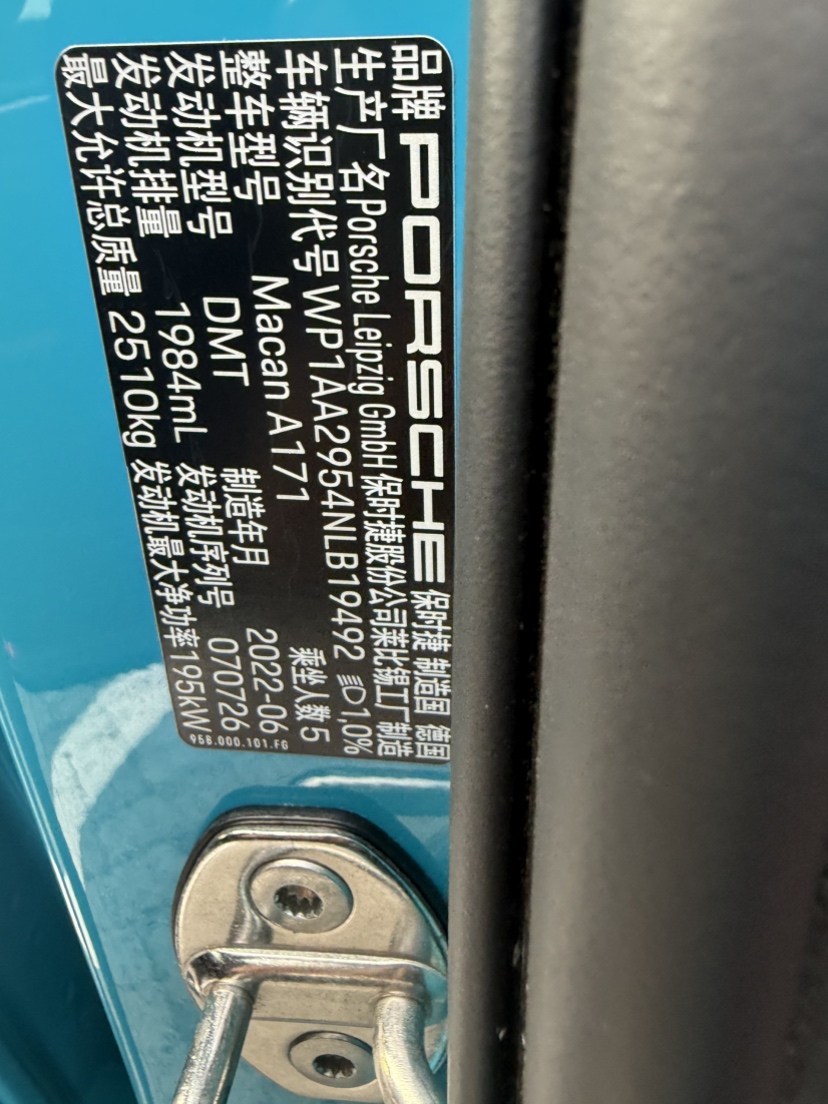 品牌 PORSCHE 保时捷 制造国 德国
生产厂名 Porsche Leipzig GmbH 保时捷股份公司莱比锡工厂 制造
车辆识别代号 WP1AA2954NLB19492 1,0%
整车型号 Macan A171 乘坐人数 5
发动机型号 DMT 制造年月 2022-06
发动机排量 1984mL 发动机序列号 070726
最大允许总质量 2510kg 发动机最大净功率 195kW
95B.000.101.FG